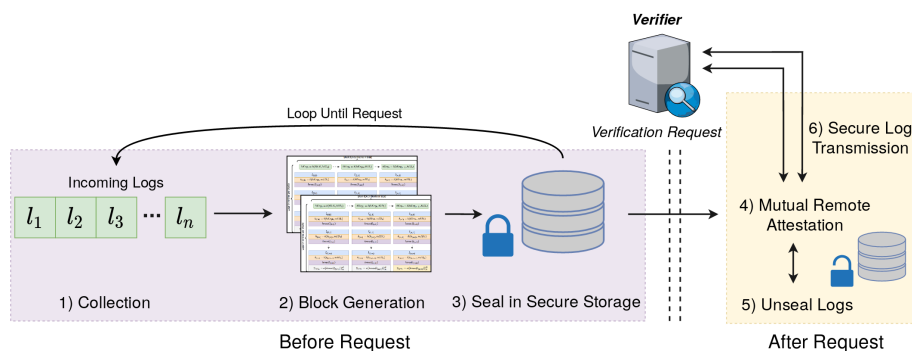 Verifier
Loop Until Request
Verification Request
6) Secure Log
Transmission
Incoming Logs
l1 l2 l3 ... ln
4) Mutual Remote
Attestation
1) Collection
2) Block Generation
3) Seal in Secure Storage
5) Unseal Logs
Before Request
After Request